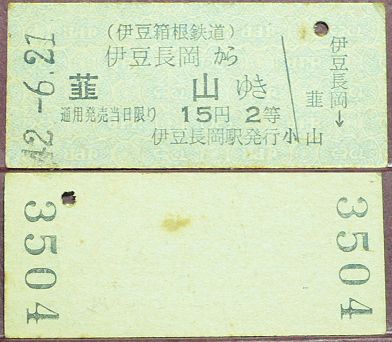 42-6.21
(伊豆箱根鉄道)
伊豆長岡から
韮山ゆき
通用発売当日限り 15円 2等
伊豆長岡駅発行
小
伊豆長岡→韮山
3504
3504